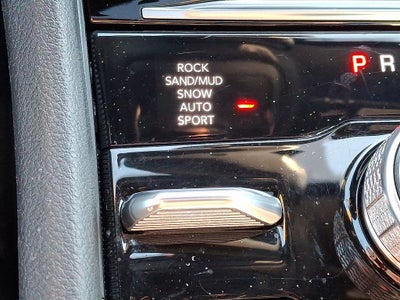 ROCK
SAND/MUD
SNOW
AUTO
SPORT
P R